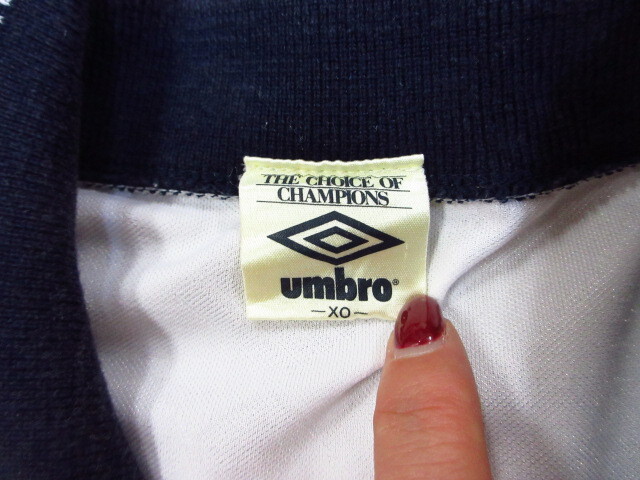 THE CHOICE OF
CHAMPIONS
umbro®
-XO-